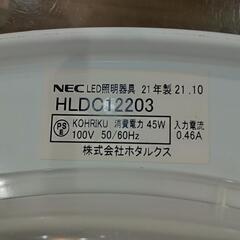 NEC LED照明器具 21年製 21.10
HLDC12203
PS E KOHRIKU 消費電力 45W 入力電流
100V 50/60Hz 0.46A
株式会社ホタルクス